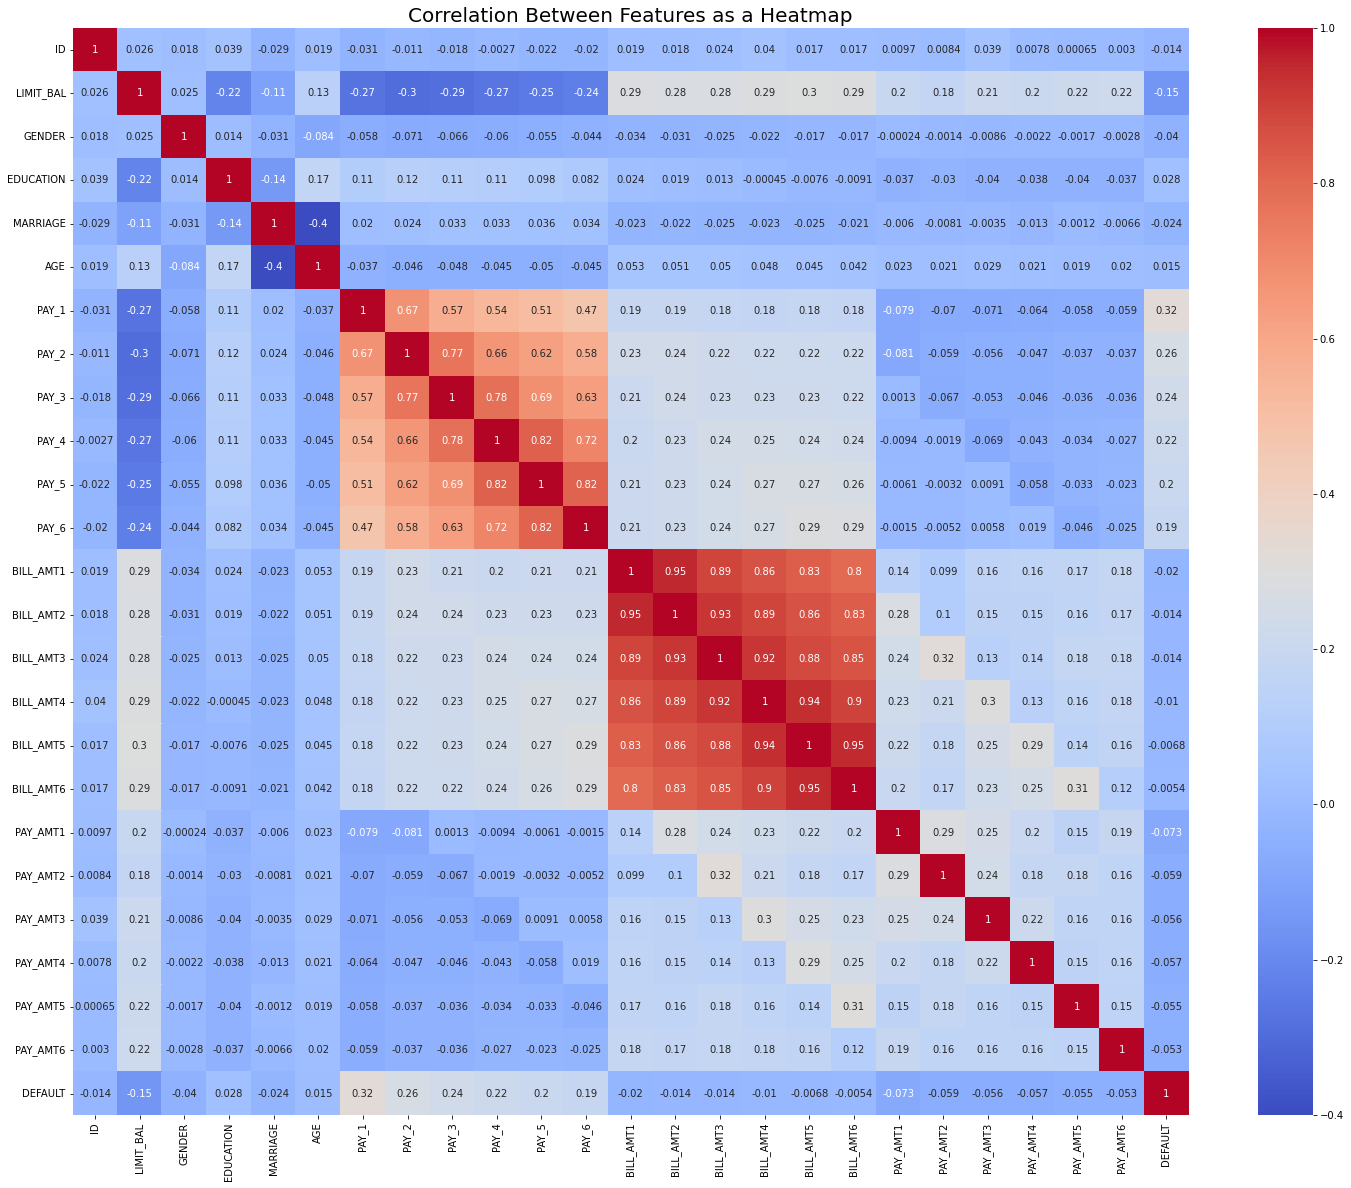 Correlation Between Features as a Heatmap
ID 1 0.026 0.018 0.039 -0.029 0.019 -0.031 -0.011 -0.018 -0.0027 -0.022 -0.02 0.019 0.018 0.024 0.04 0.017 0.017 0.0097 0.0084 0.039 0.0078 0.00065 0.003 -0.014
LIMIT_BAL 0.026 1 0.025 -0.22 -0.11 0.13 -0.27 -0.3 -0.29 -0.27 -0.25 -0.24 0.29 0.28 0.28 0.29 0.3 0.29 0.2 0.18 0.21 0.2 0.22 0.22 -0.15
GENDER 0.018 0.025 1 0.014 -0.031 -0.084 -0.058 -0.071 -0.066 -0.06 -0.055 -0.044 -0.034 -0.031 -0.025 -0.022 -0.017 -0.017 -0.00024 -0.0014 -0.0086 -0.0022 -0.0017 -0.0028 -0.04
EDUCATION 0.039 -0.22 0.014 1 -0.14 0.17 0.11 0.12 0.11 0.11 0.098 0.082 0.024 0.019 0.013 -0.00045 -0.0076 -0.0091 -0.037 -0.03 -0.04 -0.038 -0.04 -0.037 0.028
MARRIAGE -0.029 -0.11 -0.031 -0.14 1 -0.4 0.02 0.024 0.033 0.033 0.036 0.034 -0.023 -0.022 -0.025 -0.023 -0.025 -0.021 -0.006 -0.0081 -0.0035 -0.013 -0.0012 -0.0066 -0.024
AGE 0.019 0.13 -0.084 0.17 -0.4 1 -0.037 -0.046 -0.048 -0.045 -0.05 -0.045 0.053 0.051 0.05 0.048 0.045 0.042 0.023 0.021 0.029 0.021 0.019 0.02 0.015
PAY_1 -0.031 -0.27 -0.058 0.11 0.02 -0.037 1 0.67 0.57 0.54 0.51 0.47 0.19 0.19 0.18 0.18 0.18 0.18 -0.079 -0.07 -0.071 -0.064 -0.058 -0.059 0.32
PAY_2 -0.011 -0.3 -0.071 0.12 0.024 -0.046 0.67 1 0.77 0.66 0.62 0.58 0.23 0.24 0.22 0.22 0.22 0.22 -0.081 -0.059 -0.056 -0.047 -0.037 -0.037 0.26
PAY_3 -0.018 -0.29 -0.066 0.11 0.033 -0.048 0.57 0.77 1 0.78 0.69 0.63 0.21 0.24 0.23 0.23 0.23 0.22 0.0013 -0.067 -0.053 -0.046 -0.036 -0.036 0.24
PAY_4 -0.0027 -0.27 -0.06 0.11 0.033 -0.045 0.54 0.66 0.78 1 0.82 0.72 0.2 0.23 0.24 0.25 0.24 0.24 -0.0094 -0.0019 -0.069 -0.043 -0.034 -0.027 0.22
PAY_5 -0.022 -0.25 -0.055 0.098 0.036 -0.05 0.51 0.62 0.69 0.82 1 0.82 0.21 0.23 0.24 0.27 0.27 0.26 -0.0061 -0.0032 0.0091 -0.058 -0.033 -0.023 0.2
PAY_6 -0.02 -0.24 -0.044 0.082 0.034 -0.045 0.47 0.58 0.63 0.72 0.82 1 0.21 0.23 0.24 0.27 0.29 0.29 -0.0015 -0.0052 0.0058 0.019 -0.046 -0.025 0.19
BILL_AMT1 0.019 0.29 -0.034 0.024 -0.023 0.053 0.19 0.23 0.21 0.2 0.21 0.21 1 0.95 0.89 0.86 0.83 0.8 0.14 0.099 0.16 0.16 0.17 0.18 -0.02
BILL_AMT2 0.018 0.28 -0.031 0.019 -0.022 0.051 0.19 0.24 0.24 0.23 0.23 0.23 0.95 1 0.93 0.89 0.86 0.83 0.28 0.1 0.15 0.15 0.16 0.17 -0.014
BILL_AMT3 0.024 0.28 -0.025 0.013 -0.025 0.05 0.18 0.22 0.23 0.24 0.24 0.24 0.89 0.93 1 0.92 0.88 0.85 0.24 0.32 0.13 0.14 0.18 0.18 -0.014
BILL_AMT4 0.04 0.29 -0.022 -0.00045 -0.023 0.048 0.18 0.22 0.23 0.25 0.27 0.27 0.86 0.89 0.92 1 0.94 0.9 0.23 0.21 0.3 0.13 0.16 0.18 -0.01
BILL_AMT5 0.017 0.3 -0.017 -0.0076 -0.025 0.045 0.18 0.22 0.23 0.24 0.27 0.29 0.83 0.86 0.88 0.94 1 0.95 0.22 0.18 0.25 0.29 0.14 0.16 -0.0068
BILL_AMT6 0.017 0.29 -0.017 -0.0091 -0.021 0.042 0.18 0.22 0.22 0.24 0.26 0.29 0.8 0.83 0.85 0.9 0.95 1 0.2 0.17 0.23 0.25 0.31 0.12 -0.0054
PAY_AMT1 0.0097 0.2 -0.00024 -0.037 -0.006 0.023 -0.079 -0.081 0.0013 -0.0094 -0.0061 -0.0015 0.14 0.28 0.24 0.23 0.22 0.2 1 0.29 0.25 0.2 0.15 0.19 -0.073
PAY_AMT2 0.0084 0.18 -0.0014 -0.03 -0.0081 0.021 -0.07 -0.059 -0.067 -0.0019 -0.0032 -0.0052 0.099 0.1 0.32 0.21 0.18 0.17 0.29 1 0.24 0.18 0.18 0.16 -0.059
PAY_AMT3 0.039 0.21 -0.0086 -0.04 -0.0035 0.029 -0.071 -0.056 -0.053 -0.069 0.0091 0.0058 0.16 0.15 0.13 0.3 0.25 0.23 0.25 0.24 1 0.22 0.16 0.16 -0.056
PAY_AMT4 0.0078 0.2 -0.0022 -0.038 -0.013 0.021 -0.064 -0.047 -0.046 -0.043 -0.058 0.019 0.16 0.15 0.14 0.13 0.29 0.25 0.2 0.18 0.22 1 0.15 0.16 -0.057
PAY_AMT5 0.00065 0.22 -0.0017 -0.04 -0.0012 0.019 -0.058 -0.037 -0.036 -0.034 -0.033 -0.046 0.17 0.16 0.18 0.16 0.14 0.31 0.15 0.18 0.16 0.15 1 0.15 -0.055
PAY_AMT6 0.003 0.22 -0.0028 -0.037 -0.0066 0.02 -0.059 -0.037 -0.036 -0.027 -0.023 -0.025 0.18 0.17 0.18 0.18 0.16 0.12 0.19 0.16 0.16 0.16 0.15 1 -0.053
DEFAULT -0.014 -0.15 -0.04 0.028 -0.024 0.015 0.32 0.26 0.24 0.22 0.2 0.19 -0.02 -0.014 -0.014 -0.01 -0.0068 -0.0054 -0.073 -0.059 -0.056 -0.057 -0.055 -0.053 1
ID LIMIT_BAL GENDER EDUCATION MARRIAGE AGE PAY_1 PAY_2 PAY_3 PAY_4 PAY_5 PAY_6 BILL_AMT1 BILL_AMT2 BILL_AMT3 BILL_AMT4 BILL_AMT5 BILL_AMT6 PAY_AMT1 PAY_AMT2 PAY_AMT3 PAY_AMT4 PAY_AMT5 PAY_AMT6 DEFAULT
1.0
0.8
0.6
0.4
0.2
0.0
−0.2
−0.4